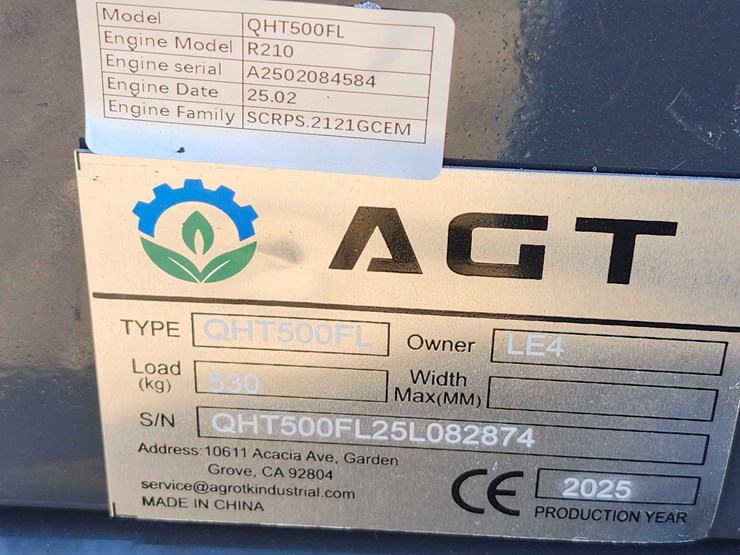 Model QHT500FL
Engine Model R210
Engine serial A2502084584
Engine Date 25.02
Engine Family SCRPS.2121GCEM
AGT
TYPE QHT500FL Owner LE4
Load (kg) 530 Width Max(MM)
S/N QHT500FL25L082874
Address:10611 Acacia Ave, Garden
Grove, CA 92804
service@agrotkindustrial.com
MADE IN CHINA
CE 2025
PRODUCTION YEAR